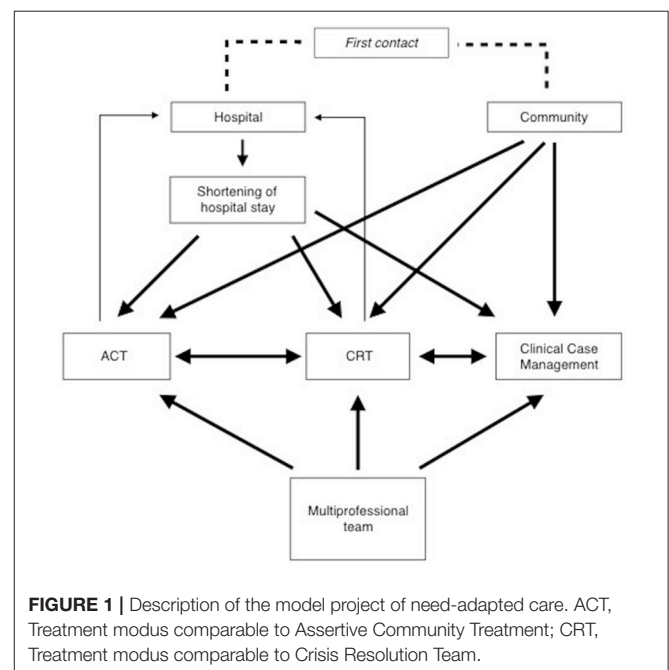 First contact
Hospital
Community
Shortening of
hospital stay
ACT
CRT
Clinical Case
Management
Multiprofessional
team
FIGURE 1 | Description of the model project of need-adapted care. ACT,
Treatment modus comparable to Assertive Community Treatment; CRT,
Treatment modus comparable to Crisis Resolution Team.